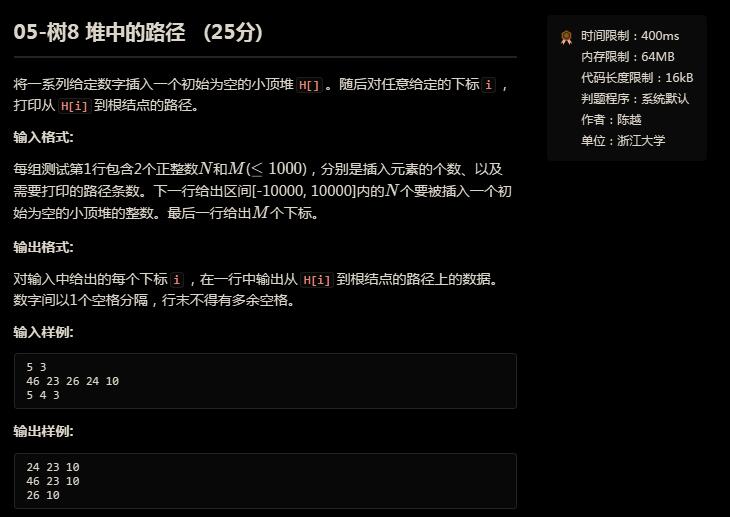 05-树8 堆中的路径 (25分)
将一系列给定数字插入一个初始为空的小顶堆 H[] 。随后对任意给定的下标 i ，
打印从 H[i] 到根结点的路径。
输入格式:
每组测试第1行包含2个正整数N和M(≤1000)，分别是插入元素的个数、以及
需要打印的路径条数。下一行给出区间[-10000, 10000]内的N个要被插入一个初
始为空的小顶堆的整数。最后一行给出M个下标。
输出格式:
对输入中给出的每个下标 i ，在一行中输出从 H[i] 到根结点的路径上的数据。
数字间以1个空格分隔，行末不得有多余空格。
输入样例:
5 3
46 23 26 24 10
5 4 3
输出样例:
24 23 10
46 23 10
26 10
时间限制：400ms
内存限制：64MB
代码长度限制：16kB
判题程序：系统默认
作者：陈越
单位：浙江大学